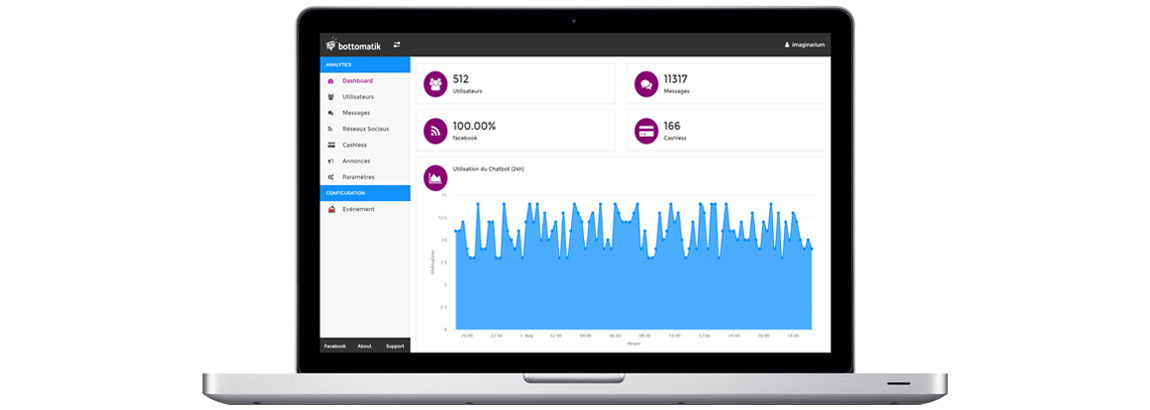 bottomatik
imaginarium
ANALYTICS
Dashboard
Utilisateurs
Messages
Réseaux Sociaux
Cashless
Annonces
Paramètres
CONFIGURATION
Evénement
Facebook About Support
512
Utilisateurs
11317
Messages
100.00%
facebook
166
Cashless
Utilisation du Chatbot (24h)
15
12.5
10
7.5
5
2.5
0
Utilisation
20:00 22:00 5. Aug 02:00 04:00 06:00 08:00 10:00 12:00 14:00 16:00 18:00
Heure